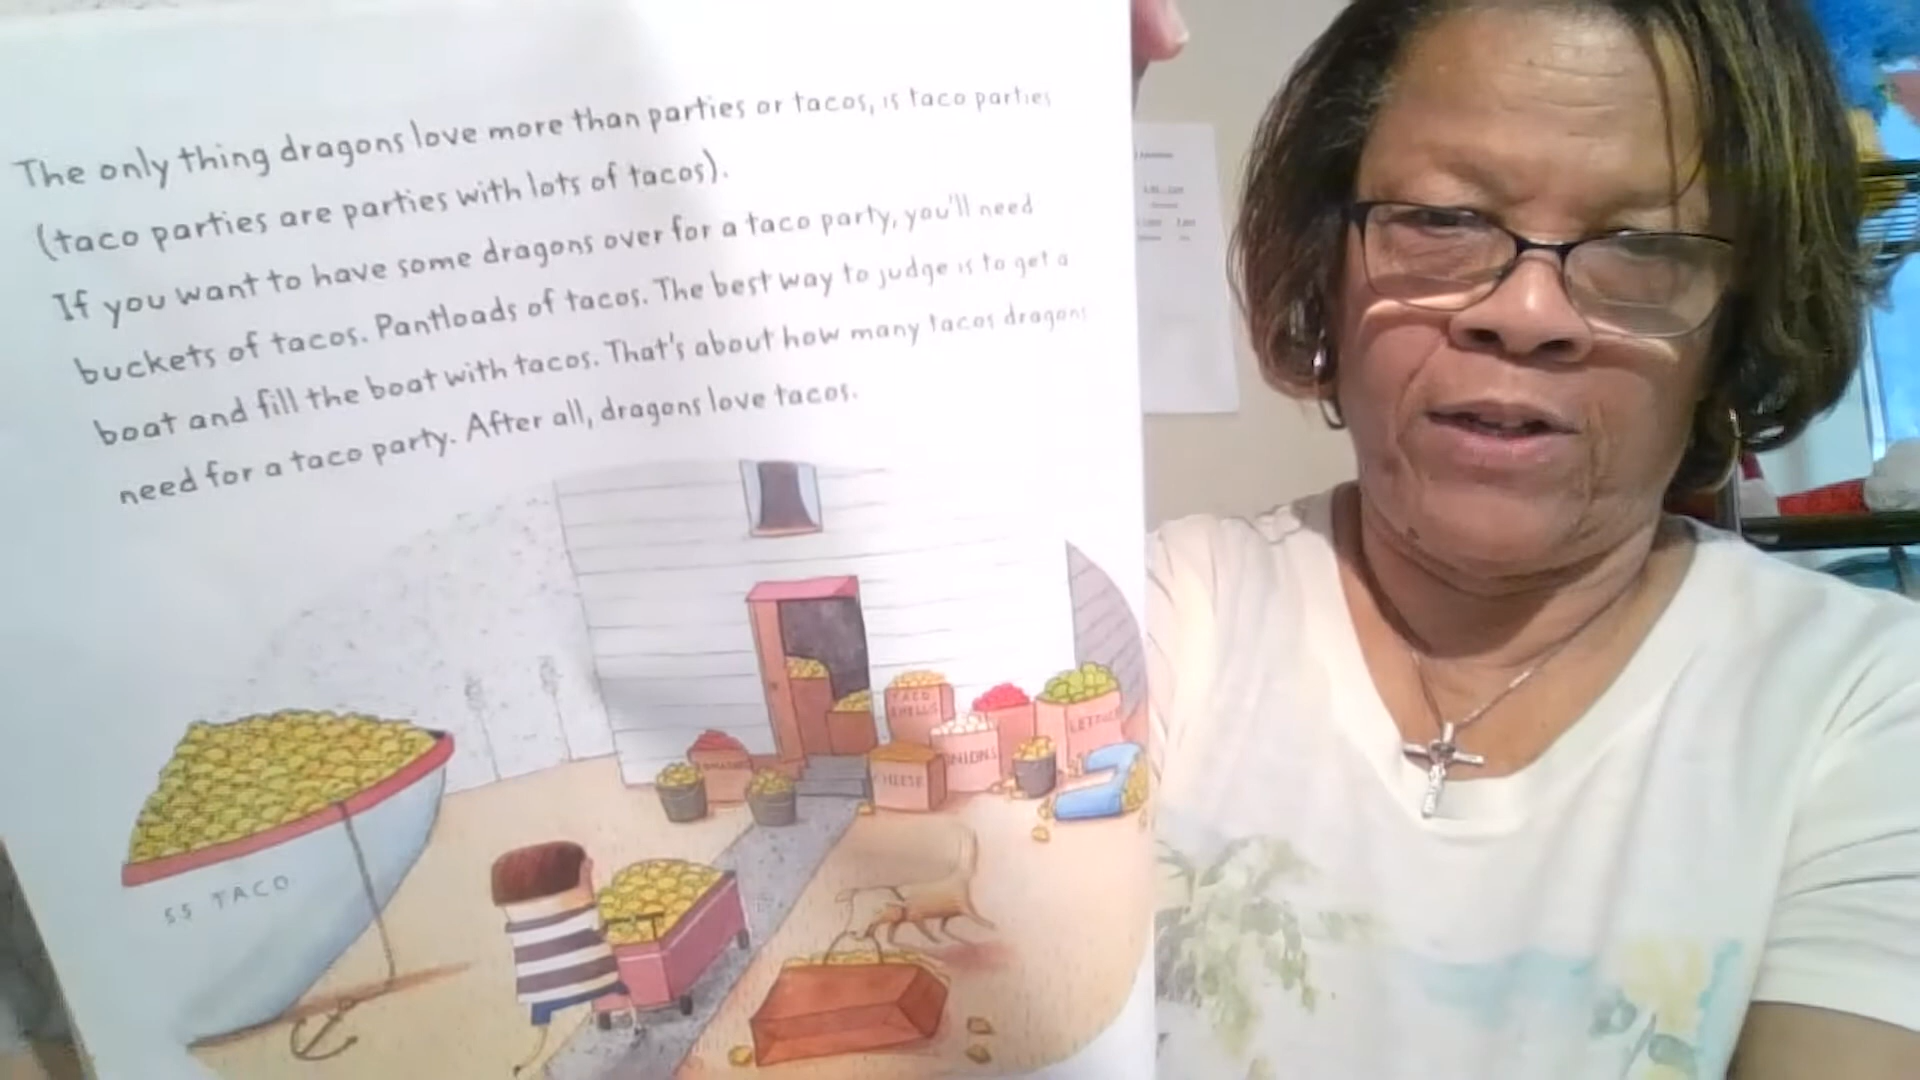 The only thing dragons love more than parties or tacos, is taco parties
(taco parties are parties with lots of tacos).
If you want to have some dragons over for a taco party, you'll need
buckets of tacos. Pantloads of tacos. The best way to judge is to get a
boat and fill the boat with tacos. That's about how many tacos dragons
need for a taco party. After all, dragons love tacos.
TACO
SHELLS
LETTUCE
TOMATOES
ONIONS
CHEESE
SS TACO